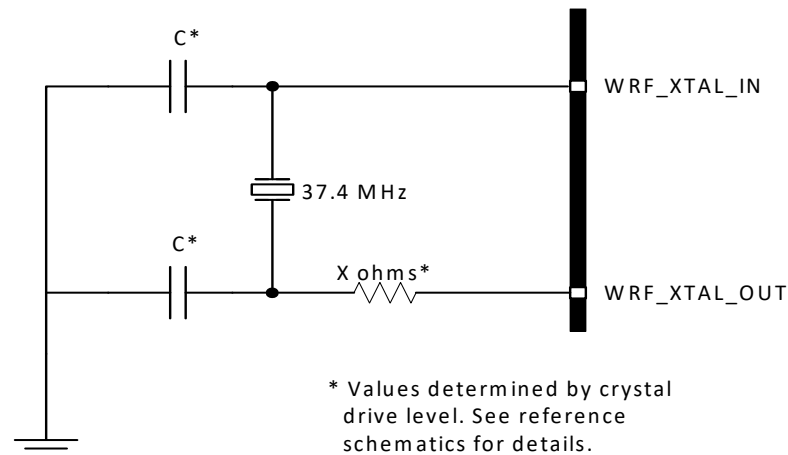 C*
WRF_XTAL_IN
37.4 MHz
C*
X ohms*
WRF_XTAL_OUT
* Values determined by crystal
drive level. See reference
schematics for details.